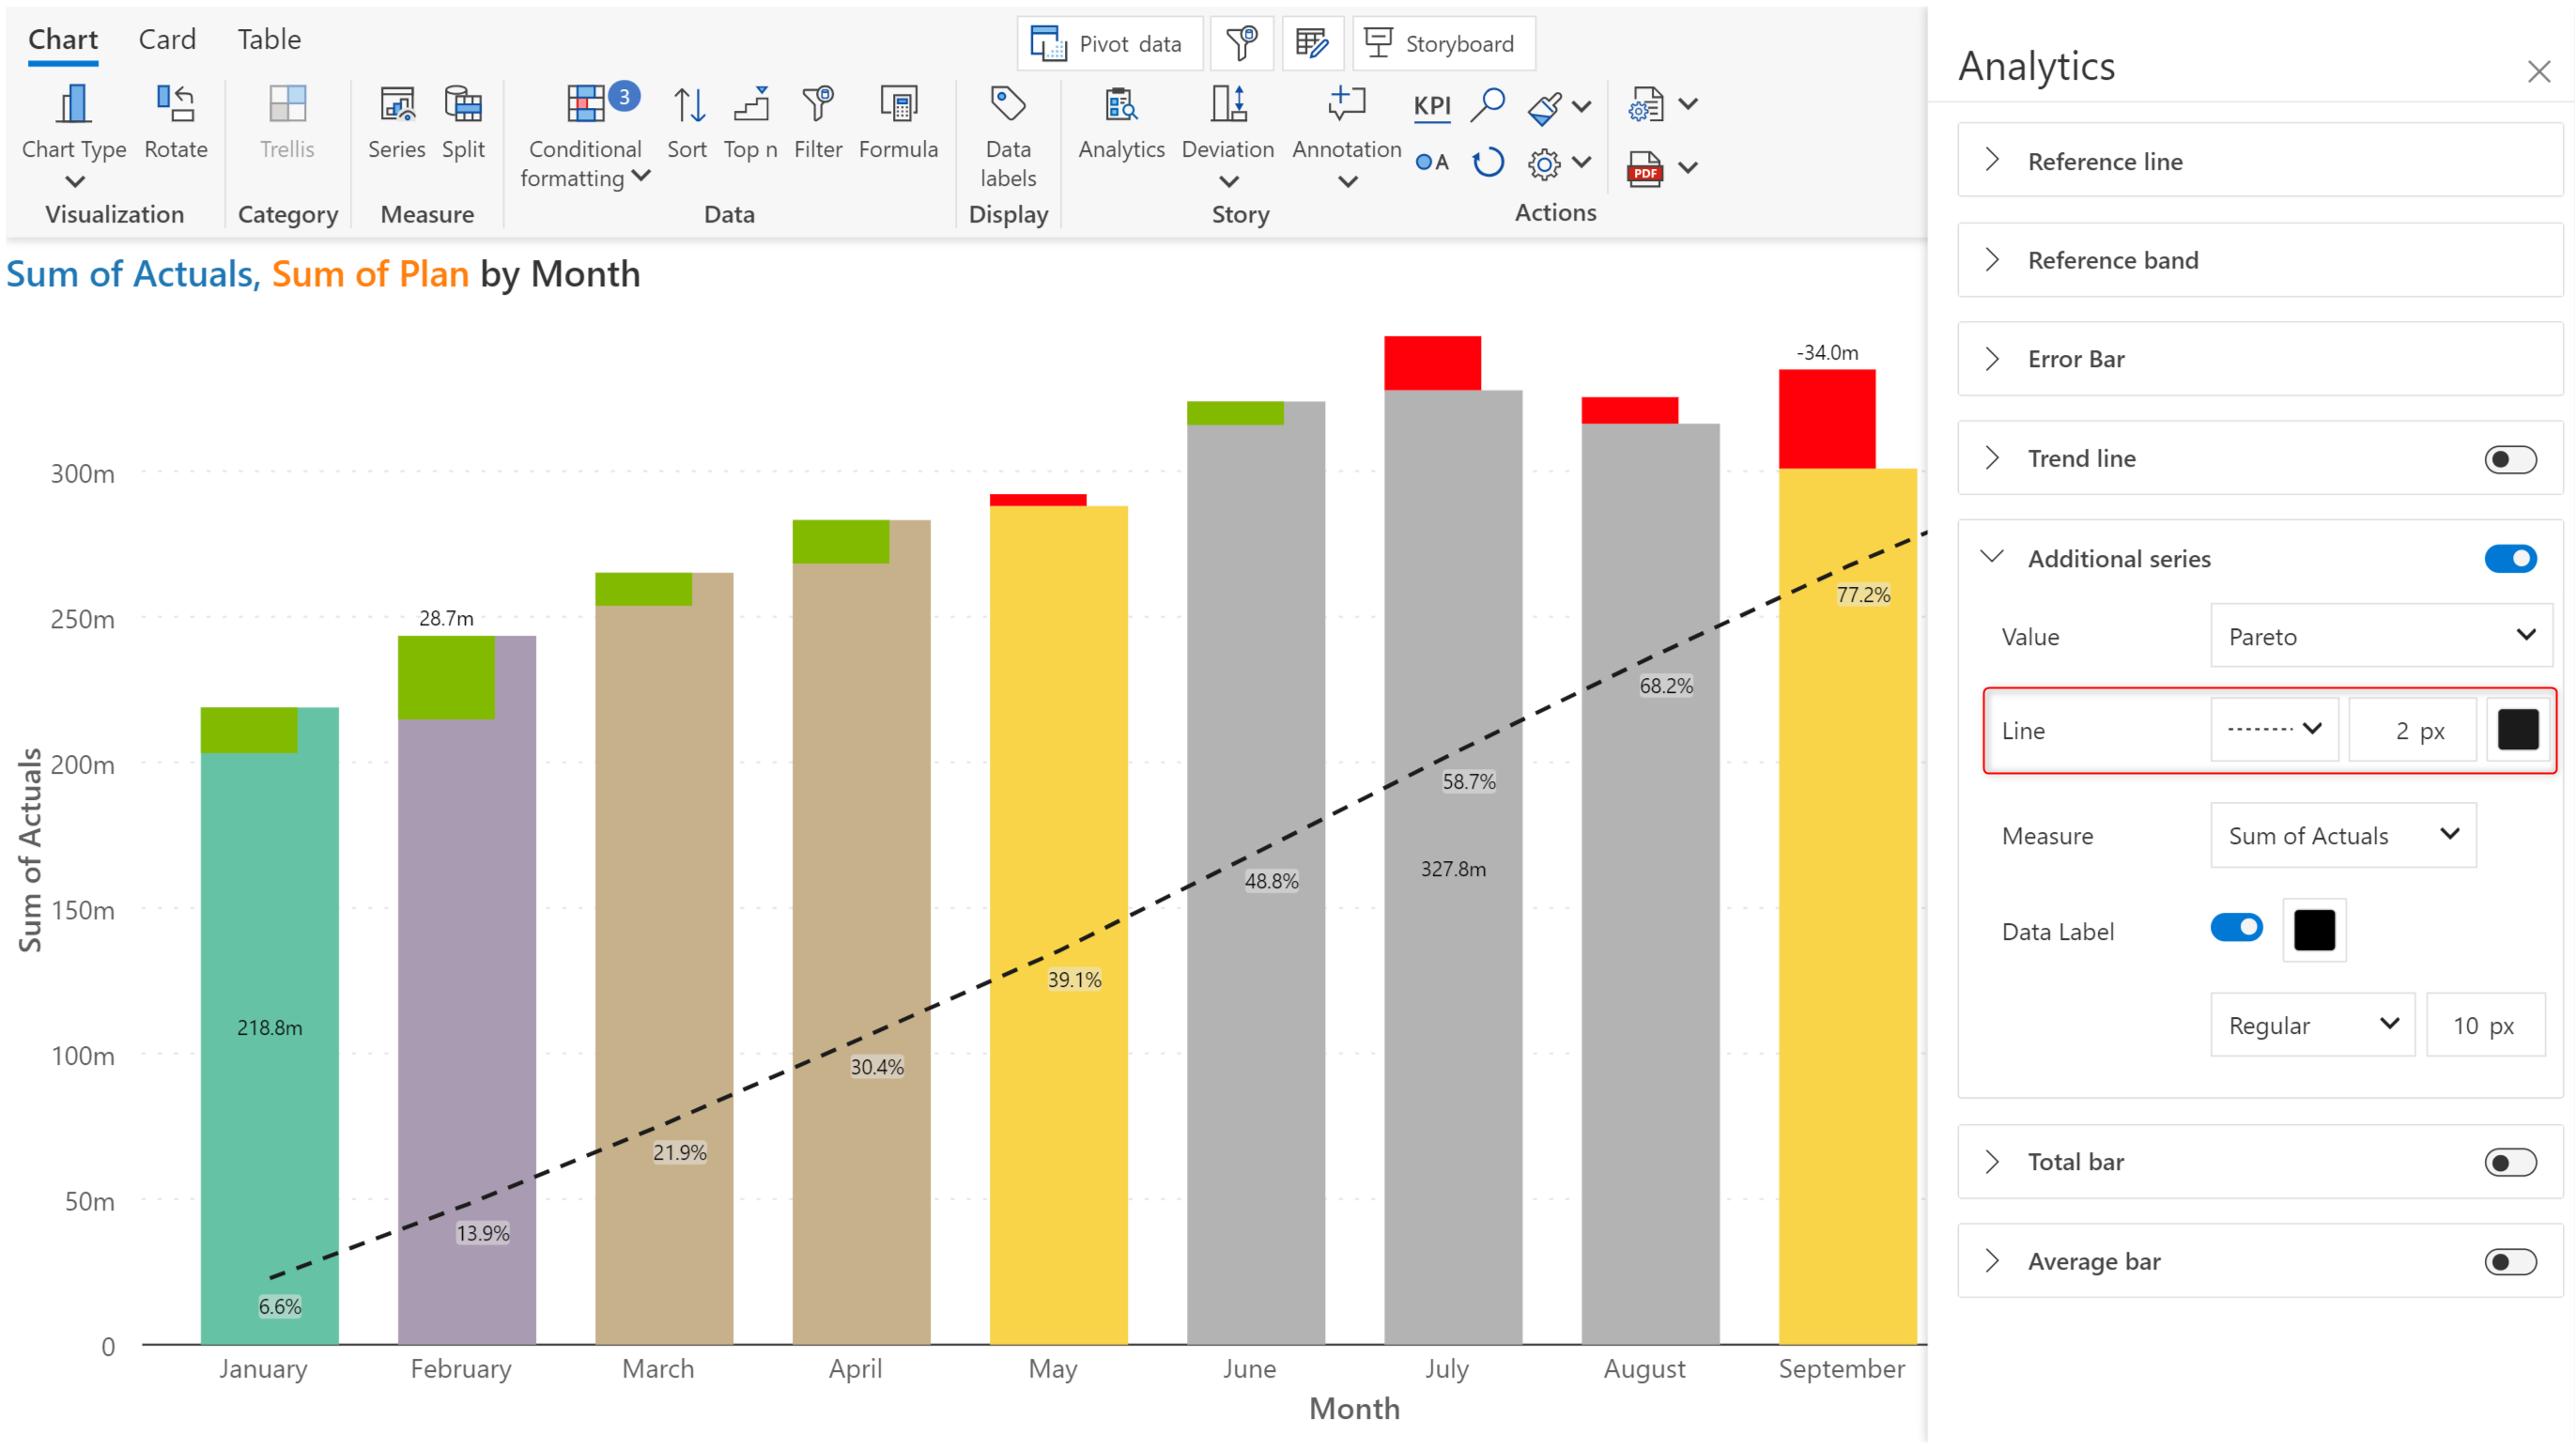 Chart Card Table
Pivot data Storyboard
Chart Type Rotate Trellis Series Split Conditional formatting 3 Sort Top n Filter Formula Data labels Analytics Deviation Annotation KPI A PDF
Visualization Category Measure Data Display Story Actions
Sum of Actuals, Sum of Plan by Month
Sum of Actuals
300m
250m
200m
150m
100m
50m
0
-34.0m
28.7m
77.2%
68.2%
58.7%
327.8m
48.8%
39.1%
218.8m
30.4%
21.9%
13.9%
6.6%
January February March April May June July August September
Month
Analytics
Reference line
Reference band
Error Bar
Trend line
Additional series
Value Pareto
Line 2 px
Measure Sum of Actuals
Data Label
Regular 10 px
Total bar
Average bar